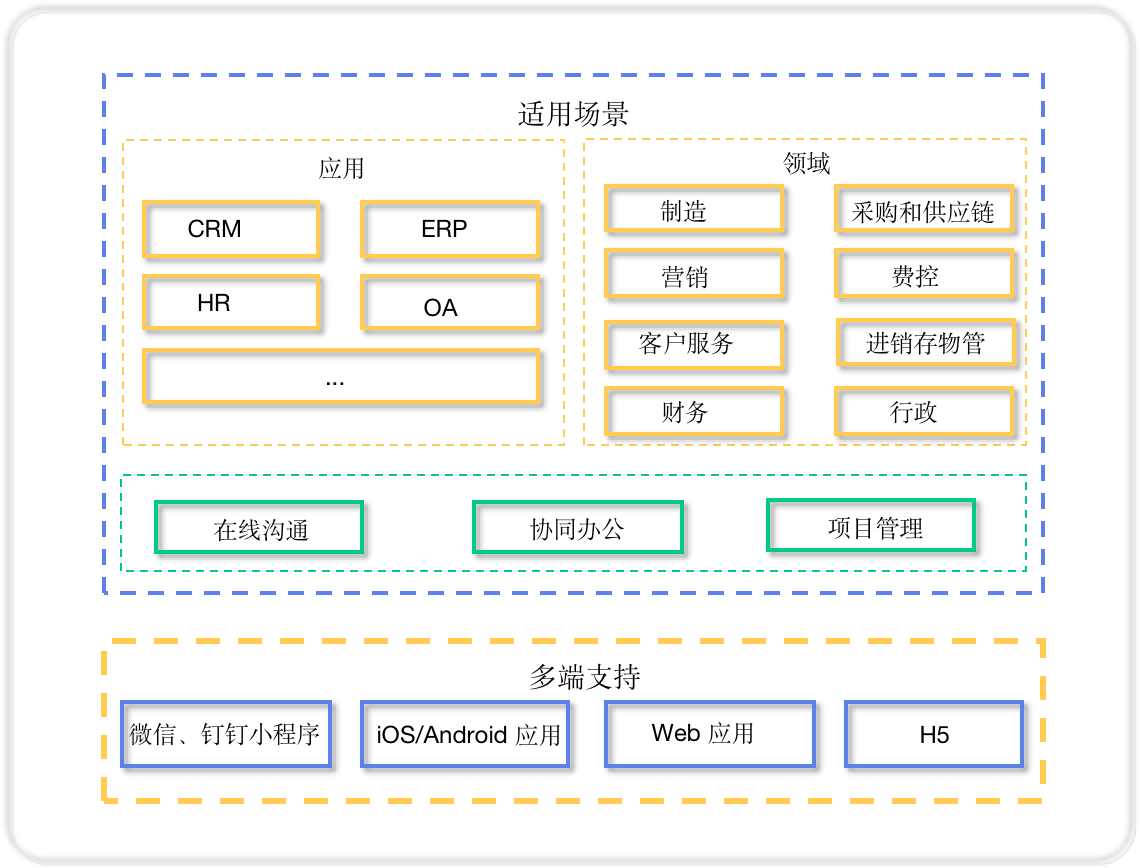 适用场景
应用
CRM
ERP
HR
OA
...
领域
制造
采购和供应链
营销
费控
客户服务
进销存物管
财务
行政
在线沟通
协同办公
项目管理
多端支持
微信、钉钉小程序
iOS/Android 应用
Web 应用
H5